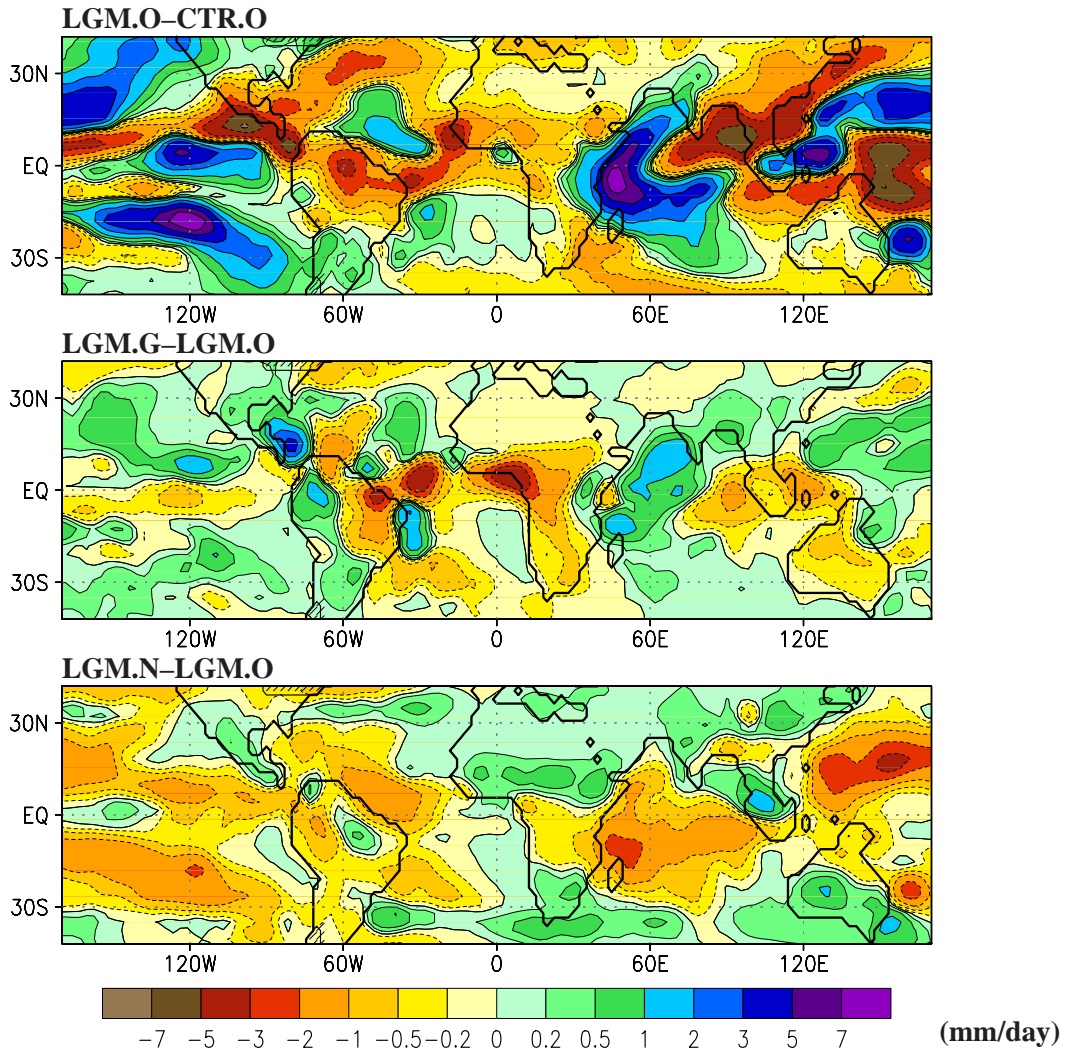 LGM.O–CTR.O
30N
EQ
30S
120W 60W 0 60E 120E
LGM.G–LGM.O
30N
EQ
30S
120W 60W 0 60E 120E
LGM.N–LGM.O
30N
EQ
30S
120W 60W 0 60E 120E
−7 −5 −3 −2 −1 −0.5 −0.2 0 0.2 0.5 1 2 3 5 7 (mm/day)